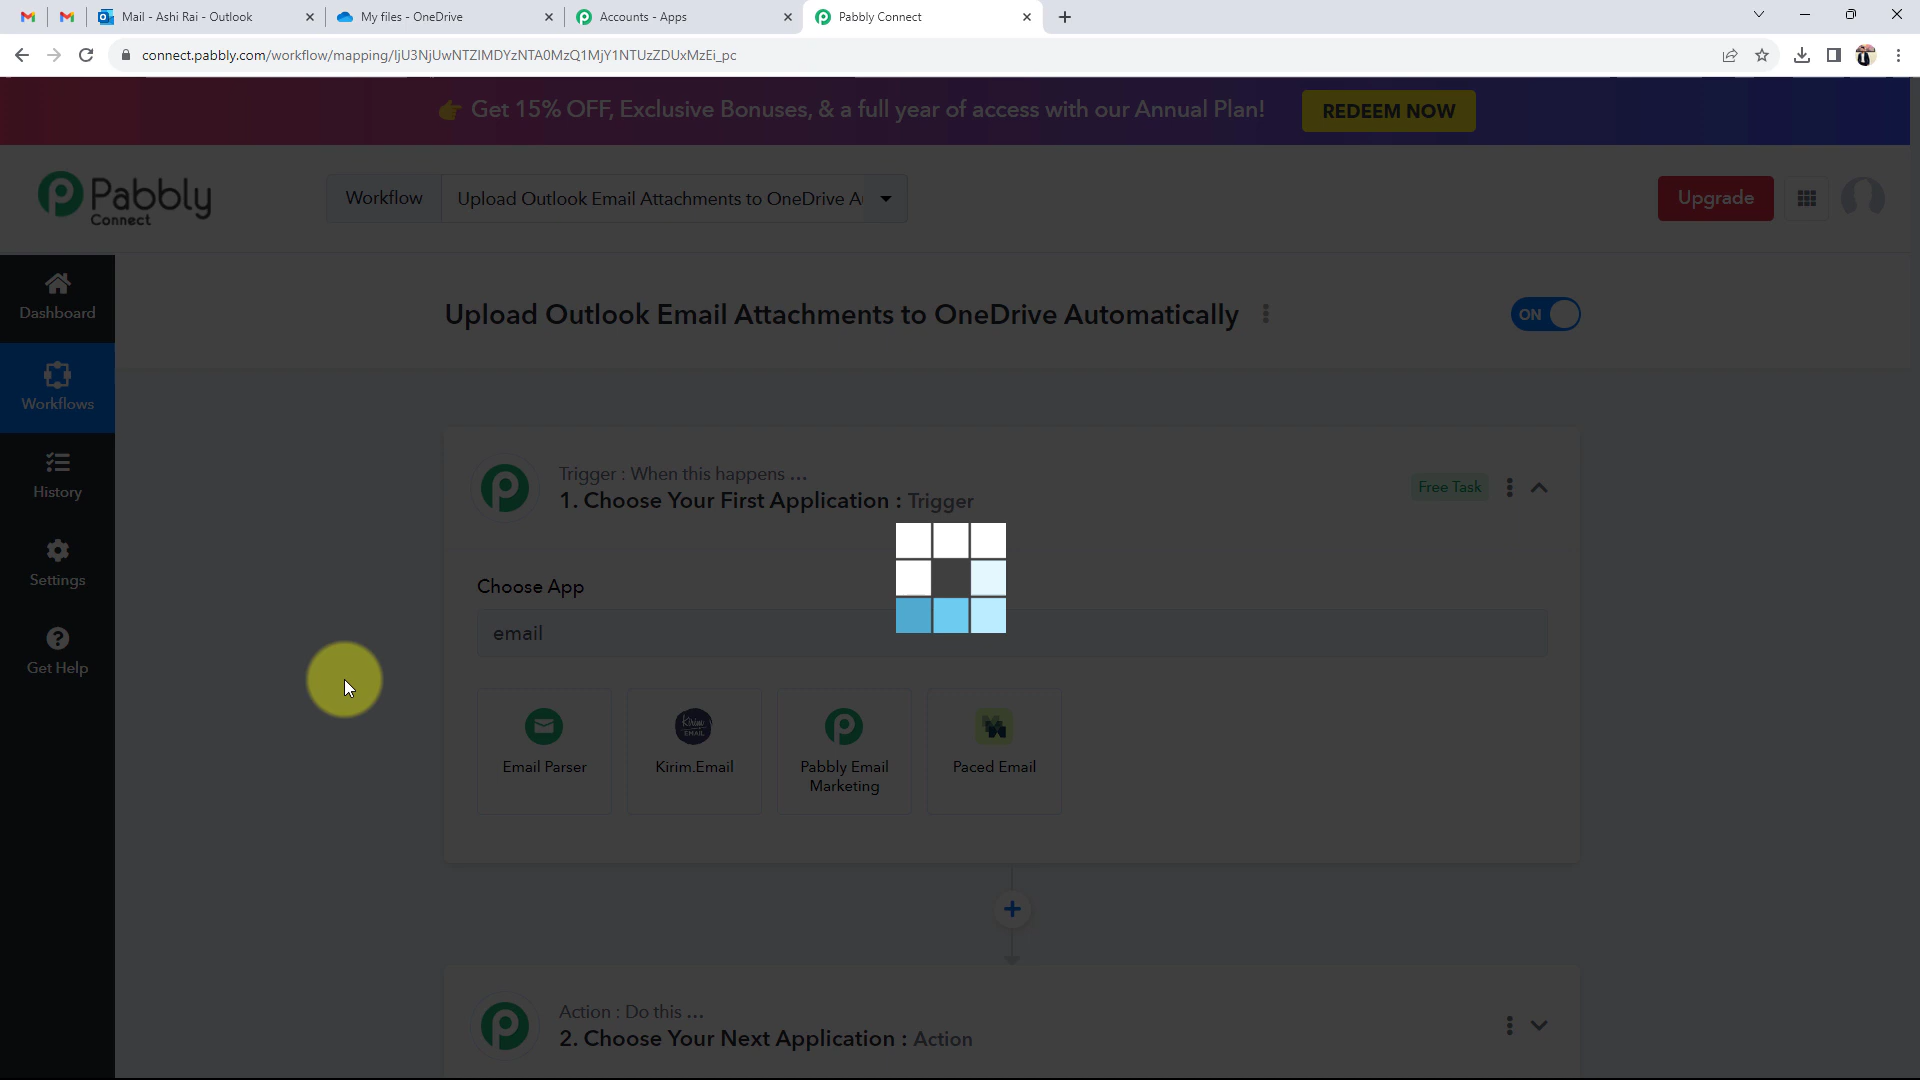 Mail - Ashi Rai - Outlook
My files - OneDrive
Accounts - Apps
Pabbly Connect
connect.pabbly.com/workflow/mapping/IjU3NjUwNTZlMDYzNTA0MzQ1MjY1NTUzZDUxMzEi_pc
👉 Get 15% OFF, Exclusive Bonuses, & a full year of access with our Annual Plan!
REDEEM NOW
Pabbly
Connect
Workflow
Upload Outlook Email Attachments to OneDrive A
Upgrade
Dashboard
Workflows
History
Settings
Get Help
Upload Outlook Email Attachments to OneDrive Automatically
ON
Trigger : When this happens ...
1. Choose Your First Application : Trigger
Free Task
Choose App
email
Email Parser
Kirim.Email
Pabbly Email
Marketing
Paced Email
Action : Do this ...
2. Choose Your Next Application : Action